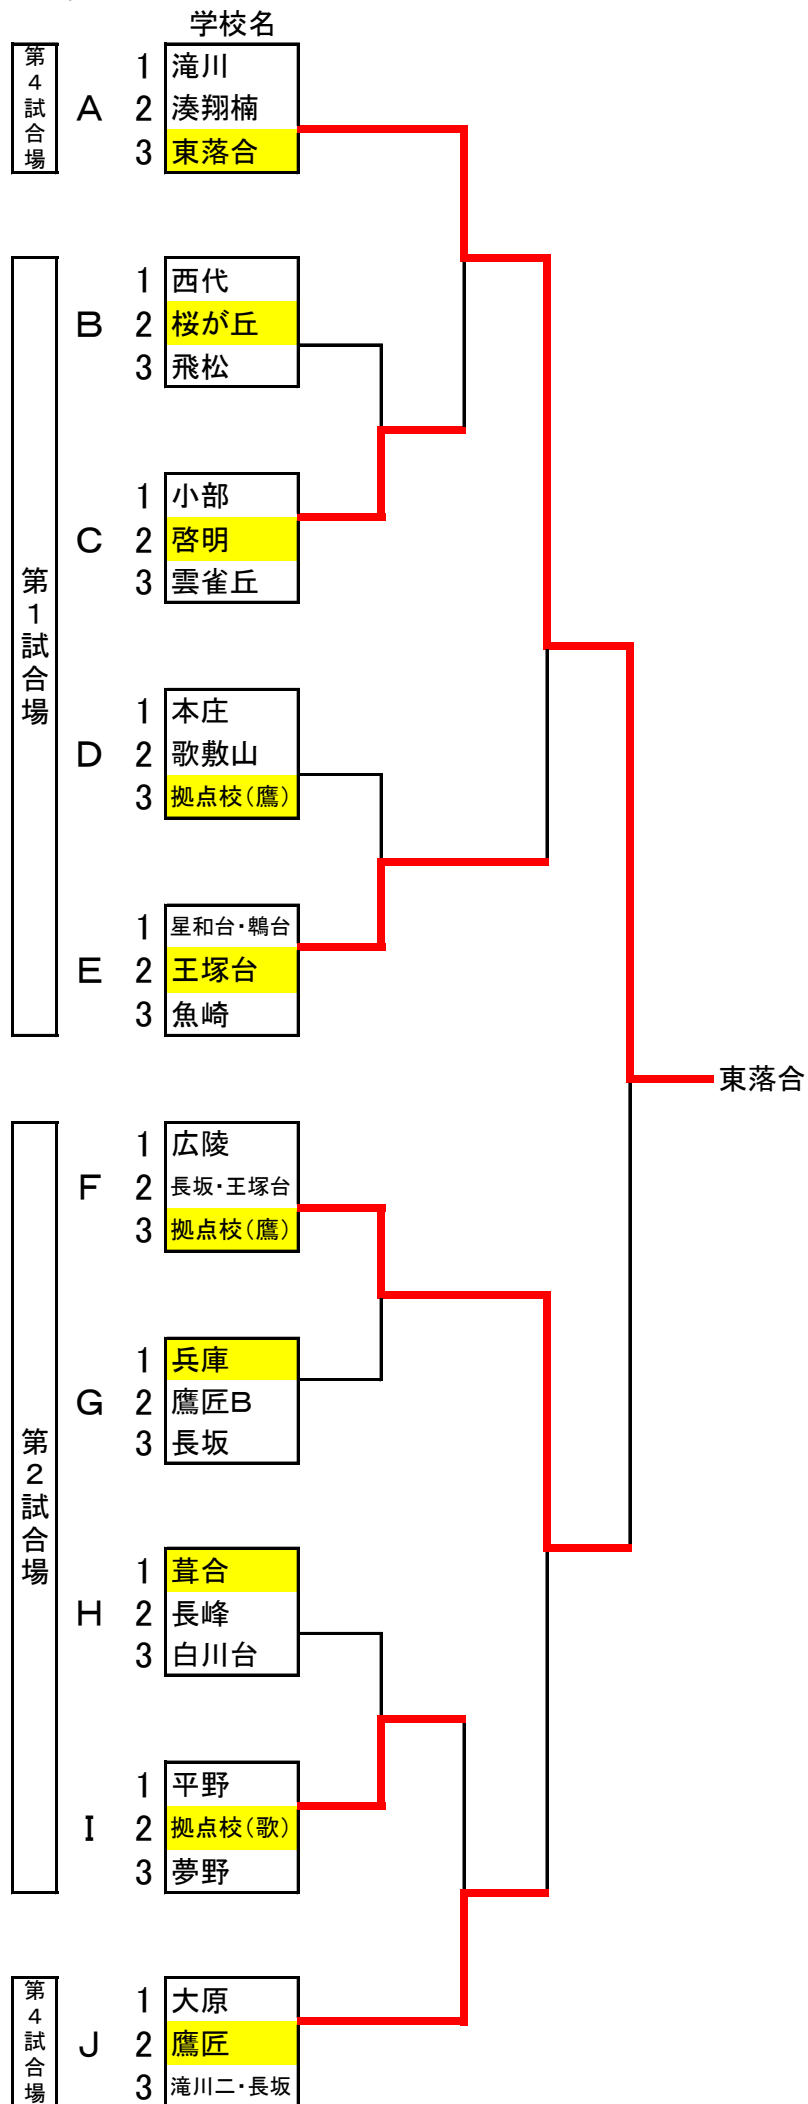 学校名
第4試合場
A
1 滝川
2 湊翔楠
3 東落合
第1試合場
B
1 西代
2 桜が丘
3 飛松
C
1 小部
2 啓明
3 雲雀丘
D
1 本庄
2 歌敷山
3 拠点校(鷹)
E
1 星和台・鵯台
2 王塚台
3 魚崎
東落合
第2試合場
F
1 広陵
2 長坂・王塚台
3 拠点校(鷹)
G
1 兵庫
2 鷹匠B
3 長坂
H
1 葺合
2 長峰
3 白川台
I
1 平野
2 拠点校(歌)
3 夢野
第4試合場
J
1 大原
2 鷹匠
3 滝川二・長坂